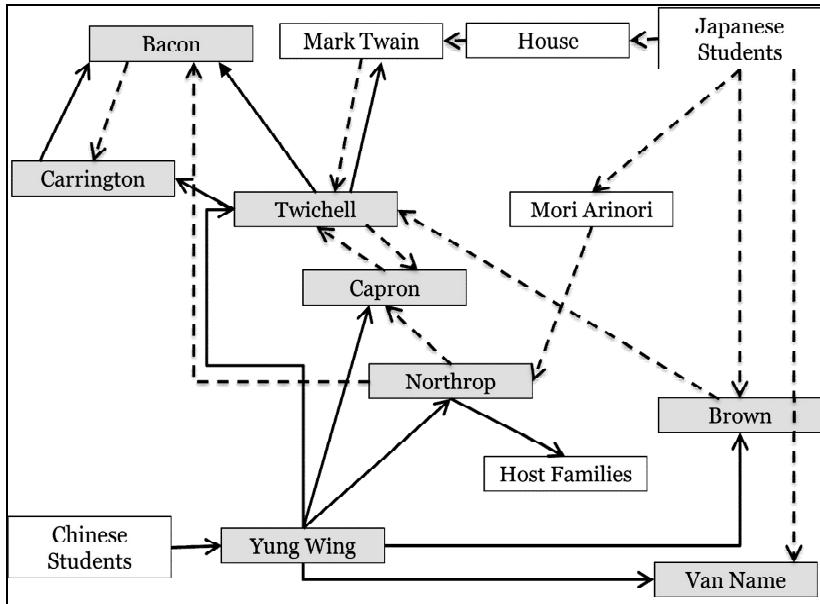 Bacon
Mark Twain
House
Japanese
Students
Carrington
Twichell
Mori Arinori
Capron
Northrop
Brown
Host Families
Chinese
Students
Yung Wing
Van Name